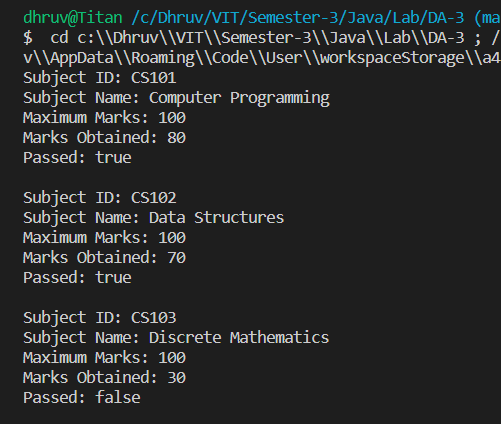 dhruv@Titan /c/Dhruv/VIT/Semester-3/Java/Lab/DA-3 (ma
$ cd c:\\Dhruv\\VIT\\Semester-3\\Java\\Lab\\DA-3 ; /
v\\AppData\\Roaming\\Code\\User\\workspaceStorage\\a4
Subject ID: CS101
Subject Name: Computer Programming
Maximum Marks: 100
Marks Obtained: 80
Passed: true
Subject ID: CS102
Subject Name: Data Structures
Maximum Marks: 100
Marks Obtained: 70
Passed: true
Subject ID: CS103
Subject Name: Discrete Mathematics
Maximum Marks: 100
Marks Obtained: 30
Passed: false